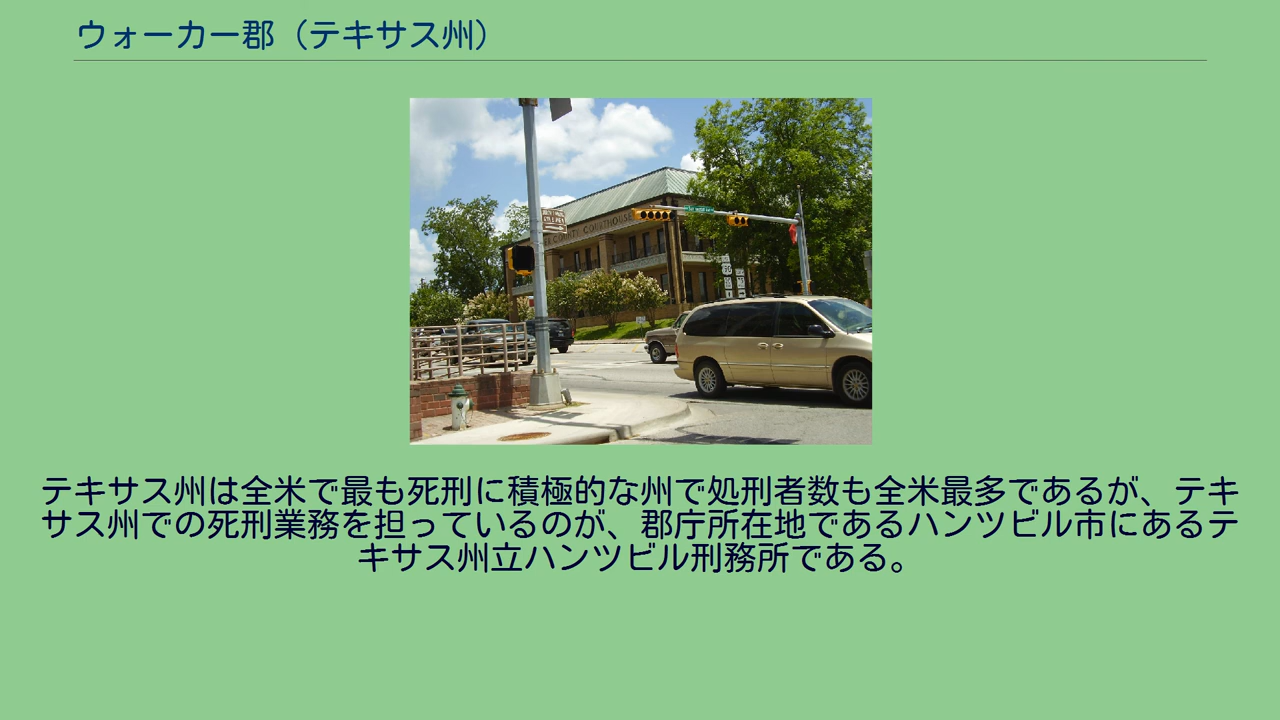 ウォーカー郡（テキサス州）
COUNTY COURTHOUSE
テキサス州は全米で最も死刑に積極的な州で処刑者数も全米最多であるが、テキ
サス州での死刑業務を担っているのが、郡庁所在地であるハンツビル市にあるテ
キサス州立ハンツビル刑務所である。